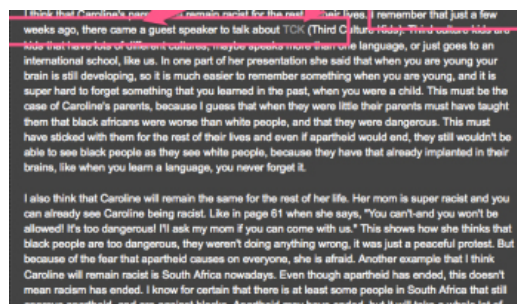 I think that Caroline's parents remain racist for the rest of their lives. I remember that just a few
weeks ago, there came a guest speaker to talk about TCK (Third Culture Kids). Third culture kids are
kids that have lots of different cultures, maybe speaks more than one language, or just goes to an
international school, like us. In one part of her presentation she said that when you are young your
brain is still developing, so it is much easier to remember something when you are young, and it is
super hard to forget something that you learned in the past, when you were a child. This must be the
case of Caroline's parents, because I guess that when they were little their parents must have taught
them that black africans were worse than white people, and that they were dangerous. This must
have sticked with them for the rest of their lives and even if apartheid would end, they still wouldn't be
able to see black people as they see white people, because they have that already implanted in their
brains, like when you learn a language, you never forget it.
I also think that Caroline will remain the same for the rest of her life. Her mom is super racist and you
can already see Caroline being racist. Like in page 61 when she says, "You can't-and you won't be
allowed! It's too dangerous! I'll ask my mom if you can come with us." This shows how she thinks that
black people are too dangerous, they weren't doing anything wrong, it was just a peaceful protest. But
because of the fear that apartheid causes on everyone, she is afraid. Another example that I think
Caroline will remain racist is South Africa nowadays. Even though apartheid has ended, this doesn't
mean racism has ended. I know for certain that there is at least some people in South Africa that still
approve apartheid, and are against blacks. Apartheid may have ended, but it will take a whole lot of